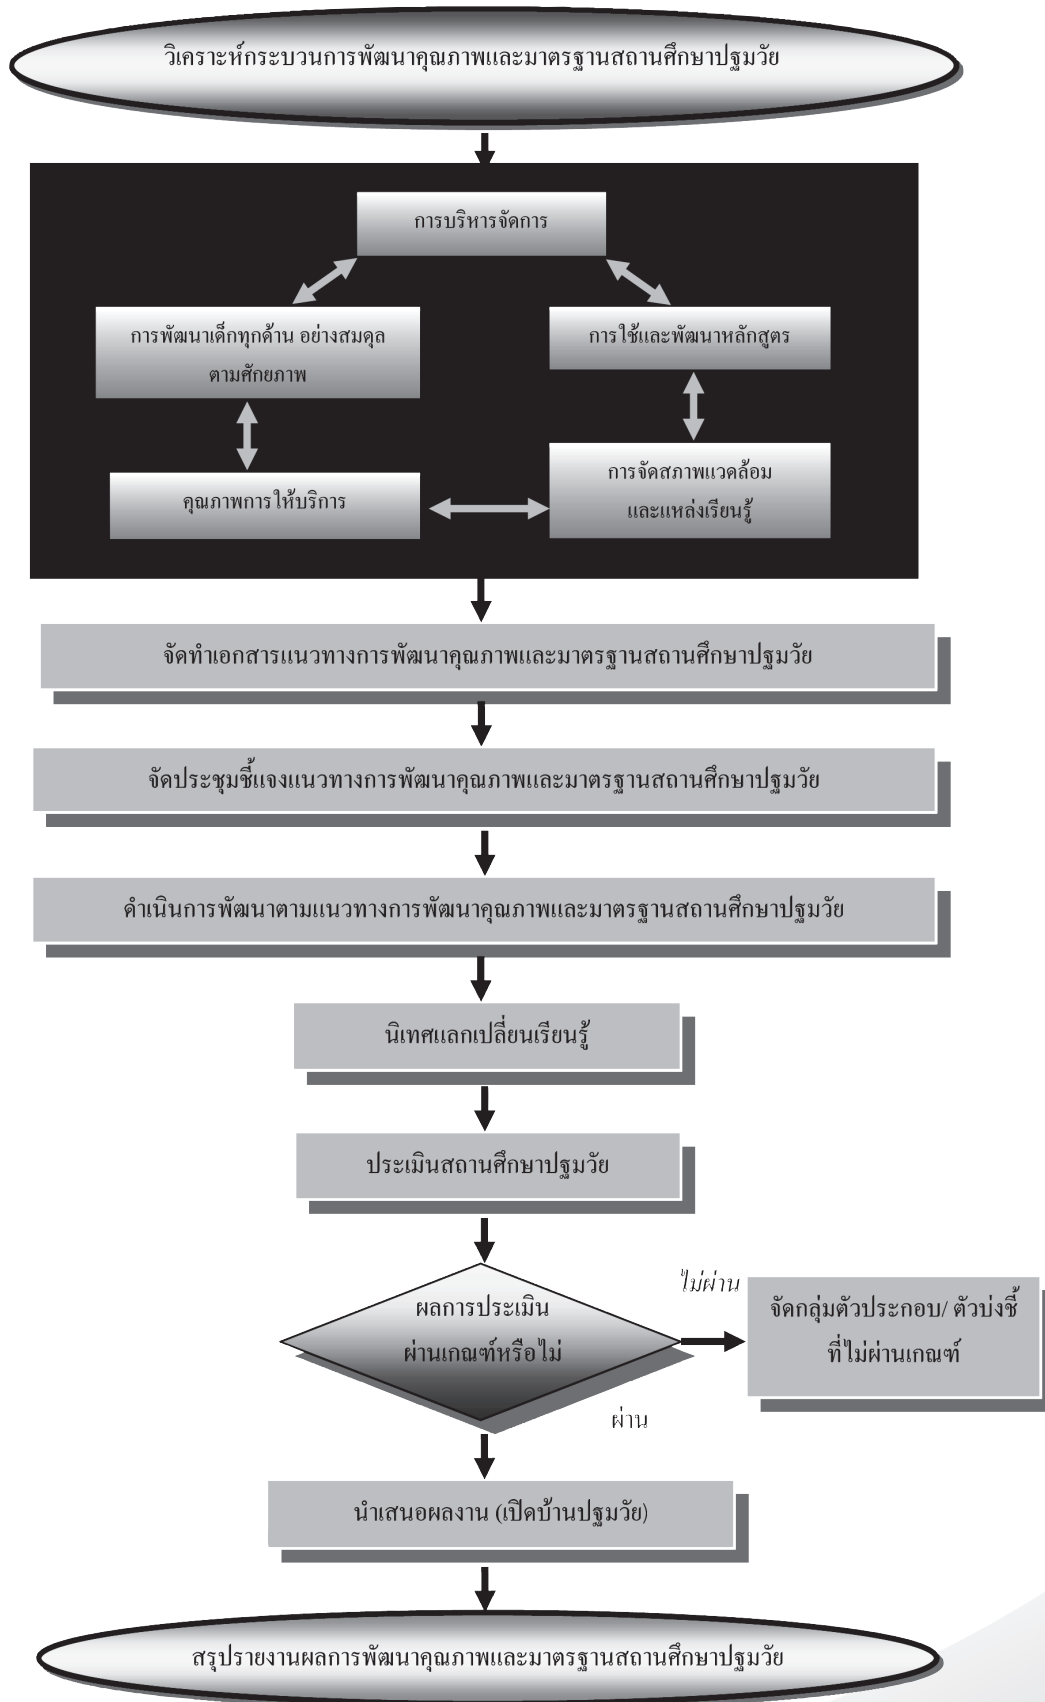 วิเคราะห์กระบวนการพัฒนาคุณภาพและมาตรฐานสถานศึกษาปฐมวัย
การบริหารจัดการ
การพัฒนาเด็กทุกด้าน อย่างสมดุล
ตามศักยภาพ
การใช้และพัฒนาหลักสูตร
คุณภาพการให้บริการ
การจัดสภาพแวดล้อม
และแหล่งเรียนรู้
จัดทำเอกสารแนวทางการพัฒนาคุณภาพและมาตรฐานสถานศึกษาปฐมวัย
จัดประชุมชี้แจงแนวทางการพัฒนาคุณภาพและมาตรฐานสถานศึกษาปฐมวัย
ดำเนินการพัฒนาตามแนวทางการพัฒนาคุณภาพและมาตรฐานสถานศึกษาปฐมวัย
นิเทศแลกเปลี่ยนเรียนรู้
ประเมินสถานศึกษาปฐมวัย
ผลการประเมิน
ผ่านเกณฑ์หรือไม่
ไม่ผ่าน
จัดกลุ่มตัวประกอบ/ ตัวบ่งชี้
ที่ไม่ผ่านเกณฑ์
ผ่าน
นำเสนอผลงาน (เปิดบ้านปฐมวัย)
สรุปรายงานผลการพัฒนาคุณภาพและมาตรฐานสถานศึกษาปฐมวัย